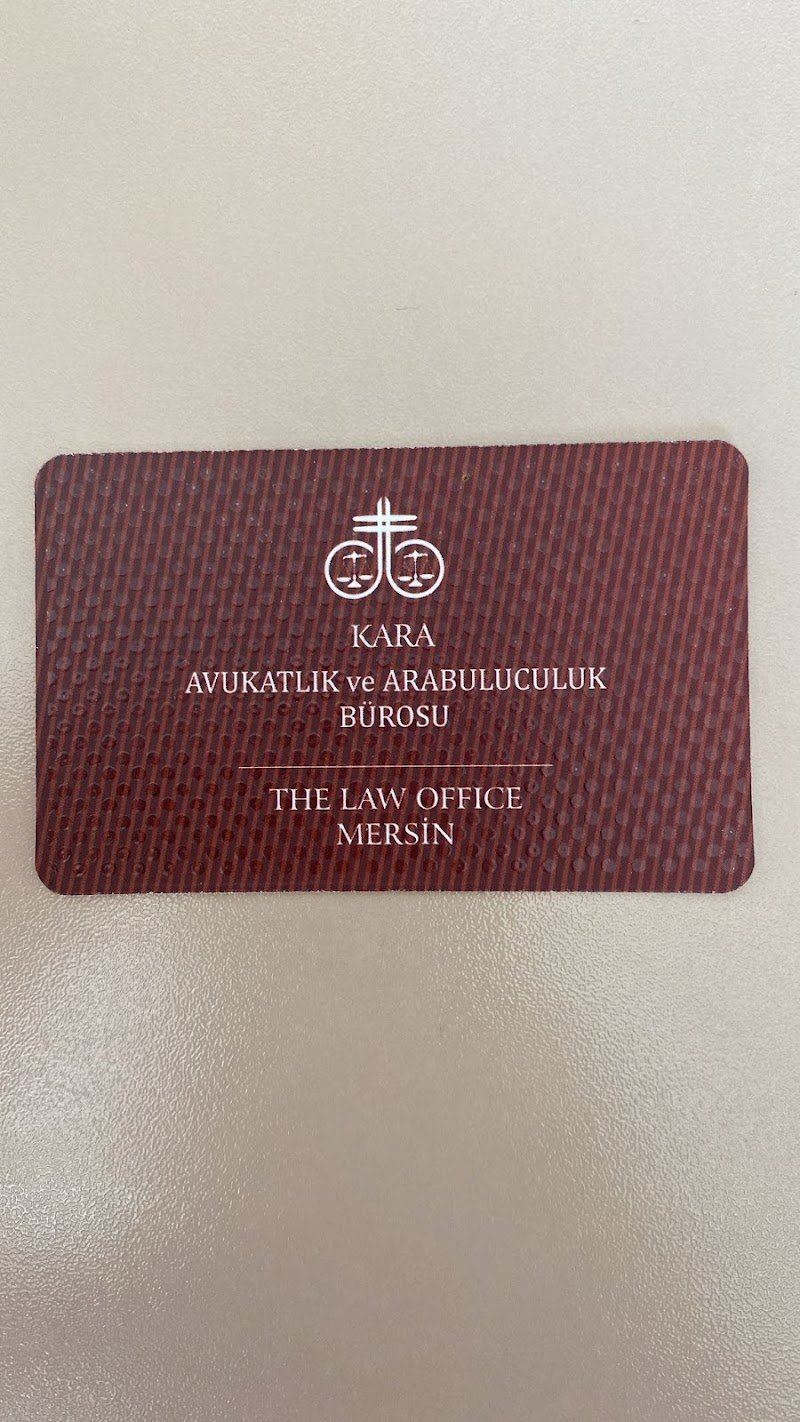 KARA
AVUKATLIK ve ARABULUCULUK
BÜROSU
THE LAW OFFICE
MERSİN